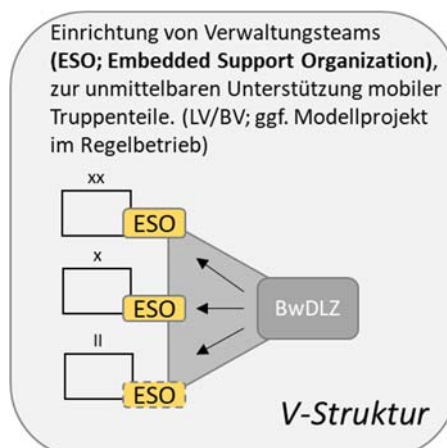 Einrichtung von Verwaltungsteams
(ESO; Embedded Support Organization),
zur unmittelbaren Unterstützung mobiler
Truppenteile. (LV/BV; ggf. Modellprojekt
im Regelbetrieb)
xx
ESO
x
ESO
BwDLZ
II
ESO
V-Struktur